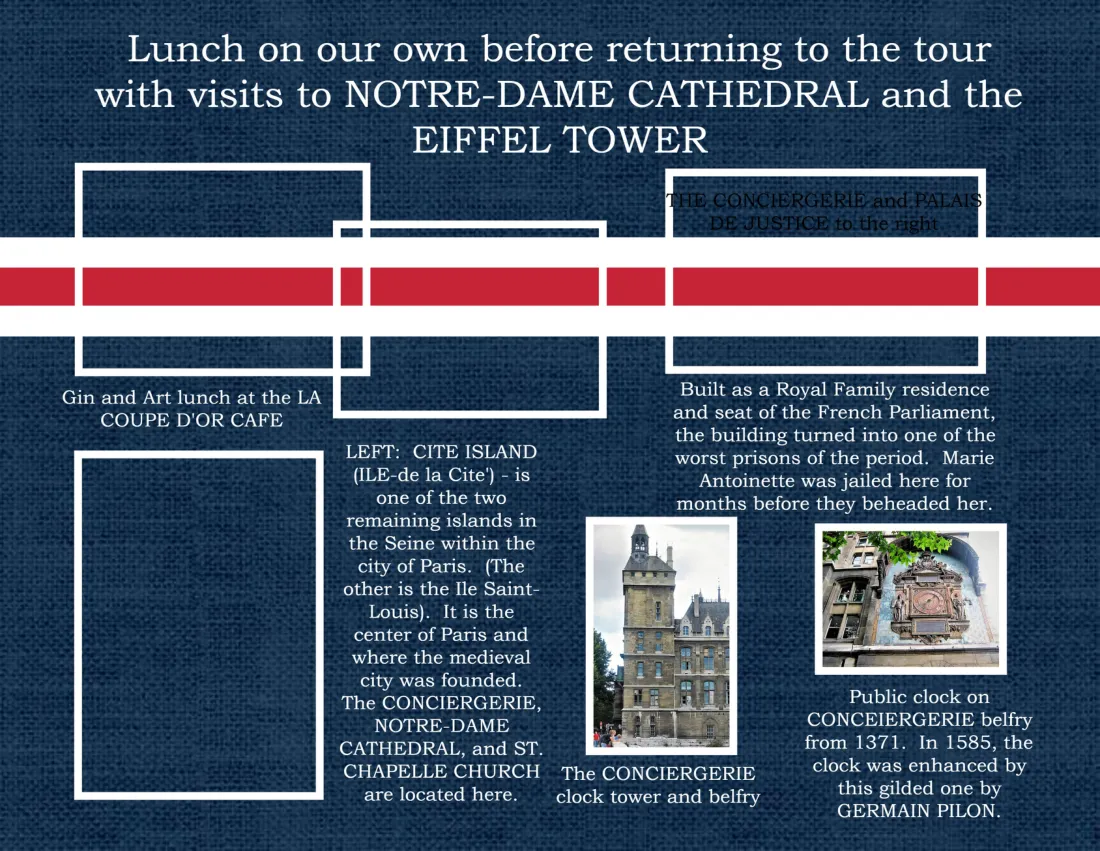 Lunch on our own before returning to the tour
with visits to NOTRE-DAME CATHEDRAL and the
EIFFEL TOWER
THE CONCIERGERIE and PALAIS
DE JUSTICE to the right
Gin and Art lunch at the LA
COUPE D'OR CAFE
LEFT:  CITE ISLAND
(ILE-de la Cite') - is
one of the two
remaining islands in
the Seine within the
city of Paris.  (The
other is the Ile Saint-
Louis).  It is the
center of Paris and
where the medieval
city was founded.
The CONCIERGERIE,
NOTRE-DAME
CATHEDRAL, and ST.
CHAPELLE CHURCH
are located here.
Built as a Royal Family residence
and seat of the French Parliament,
the building turned into one of the
worst prisons of the period.  Marie
Antoinette was jailed here for
months before they beheaded her.
The CONCIERGERIE
clock tower and belfry
Public clock on
CONCEIERGERIE belfry
from 1371.  In 1585, the
clock was enhanced by
this gilded one by
GERMAIN PILON.